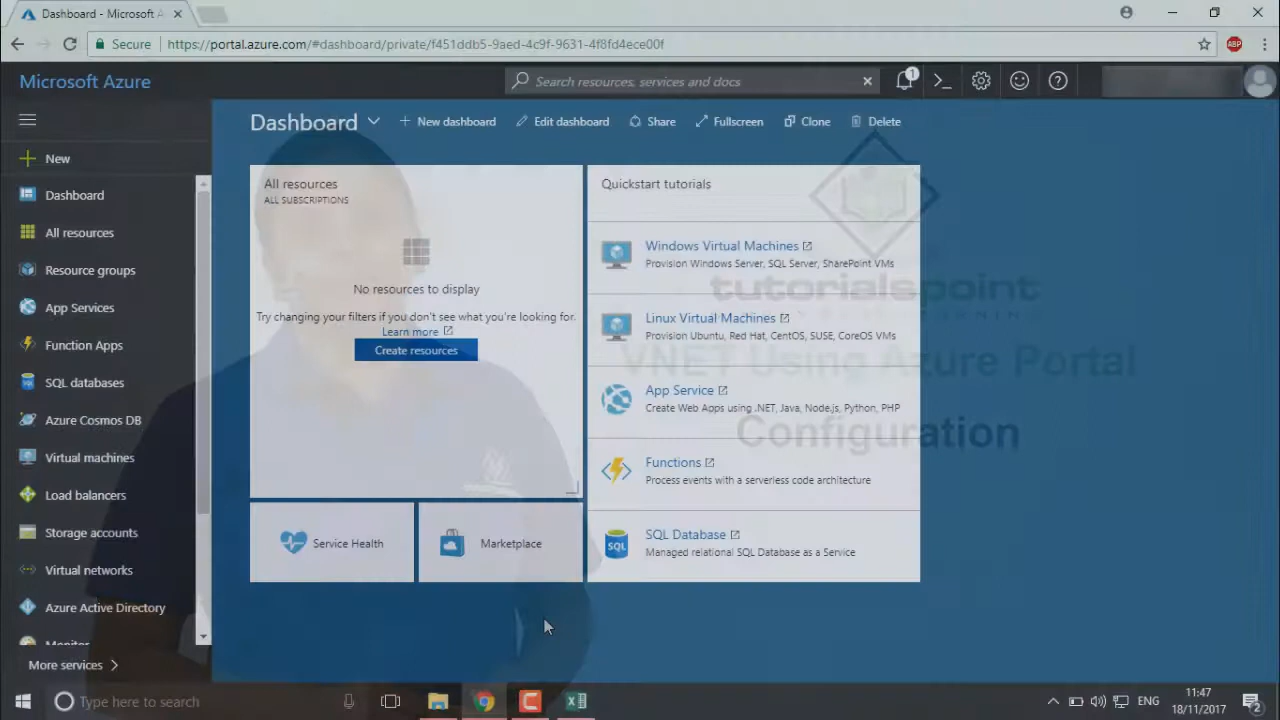 Dashboard - Microsoft A
Secure
https://portal.azure.com/#dashboard/private/f451ddb5-9aed-4c9f-9631-4f8fd4ece00f
ABP
Microsoft Azure
Search resources, services and docs
1
Dashboard
New dashboard
Edit dashboard
Share
Fullscreen
Clone
Delete
New
Dashboard
All resources
Resource groups
App Services
Function Apps
SQL databases
Azure Cosmos DB
Virtual machines
Load balancers
Storage accounts
Virtual networks
Azure Active Directory
Monitor
More services
All resources
ALL SUBSCRIPTIONS
No resources to display
Try changing your filters if you don't see what you're looking for.
Learn more
Create resources
Service Health
Marketplace
Quickstart tutorials
Windows Virtual Machines
Provision Windows Server, SQL Server, SharePoint VMs
Linux Virtual Machines
Provision Ubuntu, Red Hat, CentOS, SUSE, CoreOS VMs
App Service
Create Web Apps using .NET, Java, Node.js, Python, PHP
Functions
Process events with a serverless code architecture
SQL
SQL Database
Managed relational SQL Database as a Service
tutorialspoint
VNET Using Azure Portal
Configuration
Type here to search
ENG
11:47
18/11/2017
2